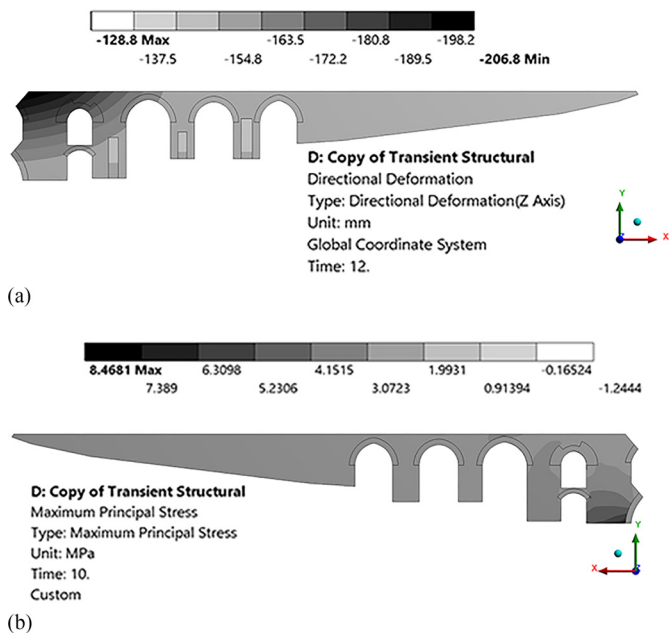 -128.8 Max -163.5 -180.8 -198.2
-137.5 -154.8 -172.2 -189.5 -206.8 Min
D: Copy of Transient Structural
Directional Deformation
Type: Directional Deformation(Z Axis)
Unit: mm
Global Coordinate System
Time: 12.
Y
X
(a)
8.4681 Max 6.3098 4.1515 1.9931 -0.16524
7.389 5.2306 3.0723 0.91394 -1.2444
D: Copy of Transient Structural
Maximum Principal Stress
Type: Maximum Principal Stress
Unit: MPa
Time: 10.
Custom
Y
X
(b)